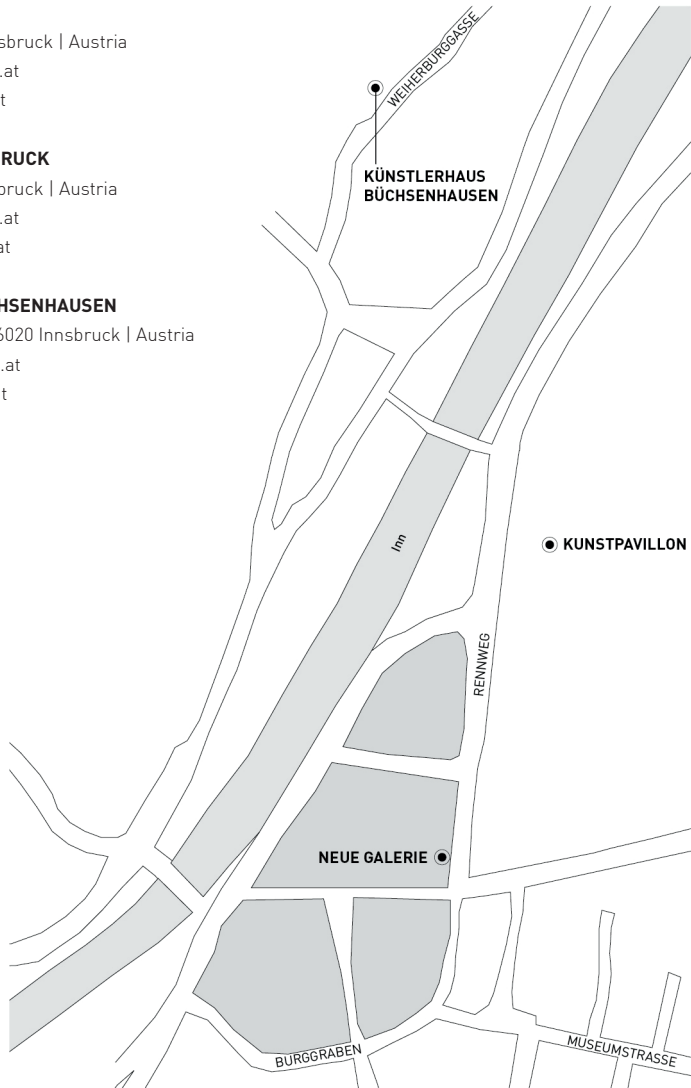 sbruck | Austria
.at
t
RUCK
bruck | Austria
.at
at
HSENHAUSEN
6020 Innsbruck | Austria
.at
t
WEIHERBURGGASSE
KÜNSTLERHAUS
BÜCHSENHAUSEN
Inn
KUNSTPAVILLON
RENNWEG
NEUE GALERIE
BURGGRABEN
MUSEUMSTRASSE